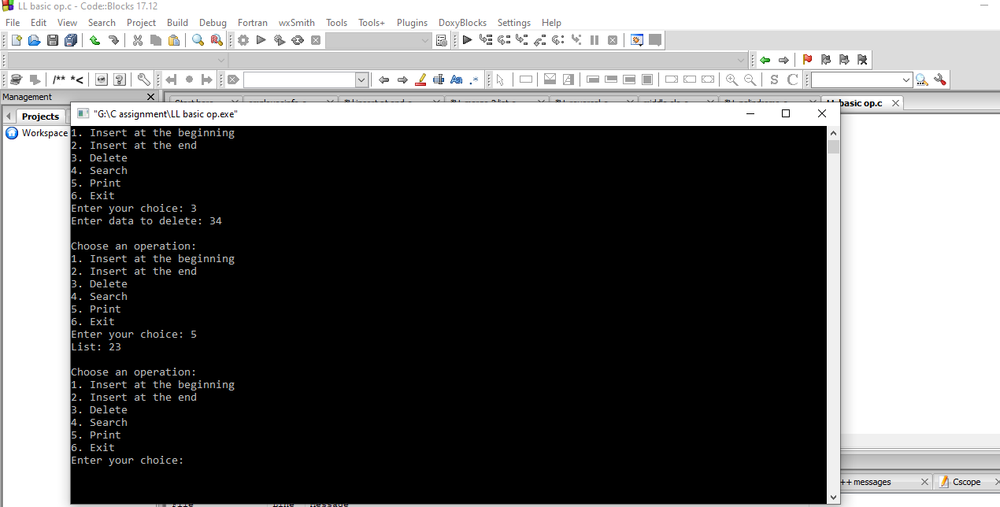 LL basic op.c - Code::Blocks 17.12
File Edit View Search Project Build Debug Fortran wxSmith Tools Tools+ Plugins DoxyBlocks Settings Help
/** *<
Aa .*
S C
Management
LL basic op.c
Projects
"G:\C assignment\LL basic op.exe"
Workspace
1. Insert at the beginning
2. Insert at the end
3. Delete
4. Search
5. Print
6. Exit
Enter your choice: 3
Enter data to delete: 34
Choose an operation:
1. Insert at the beginning
2. Insert at the end
3. Delete
4. Search
5. Print
6. Exit
Enter your choice: 5
List: 23
Choose an operation:
1. Insert at the beginning
2. Insert at the end
3. Delete
4. Search
5. Print
6. Exit
Enter your choice:
++ messages
Cscope